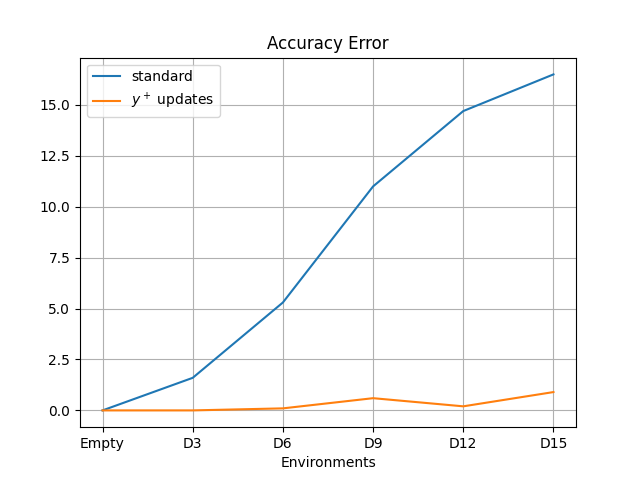 Accuracy Error
standard
y⁺ updates
15.0
12.5
10.0
7.5
5.0
2.5
0.0
Empty D3 D6 D9 D12 D15
Environments